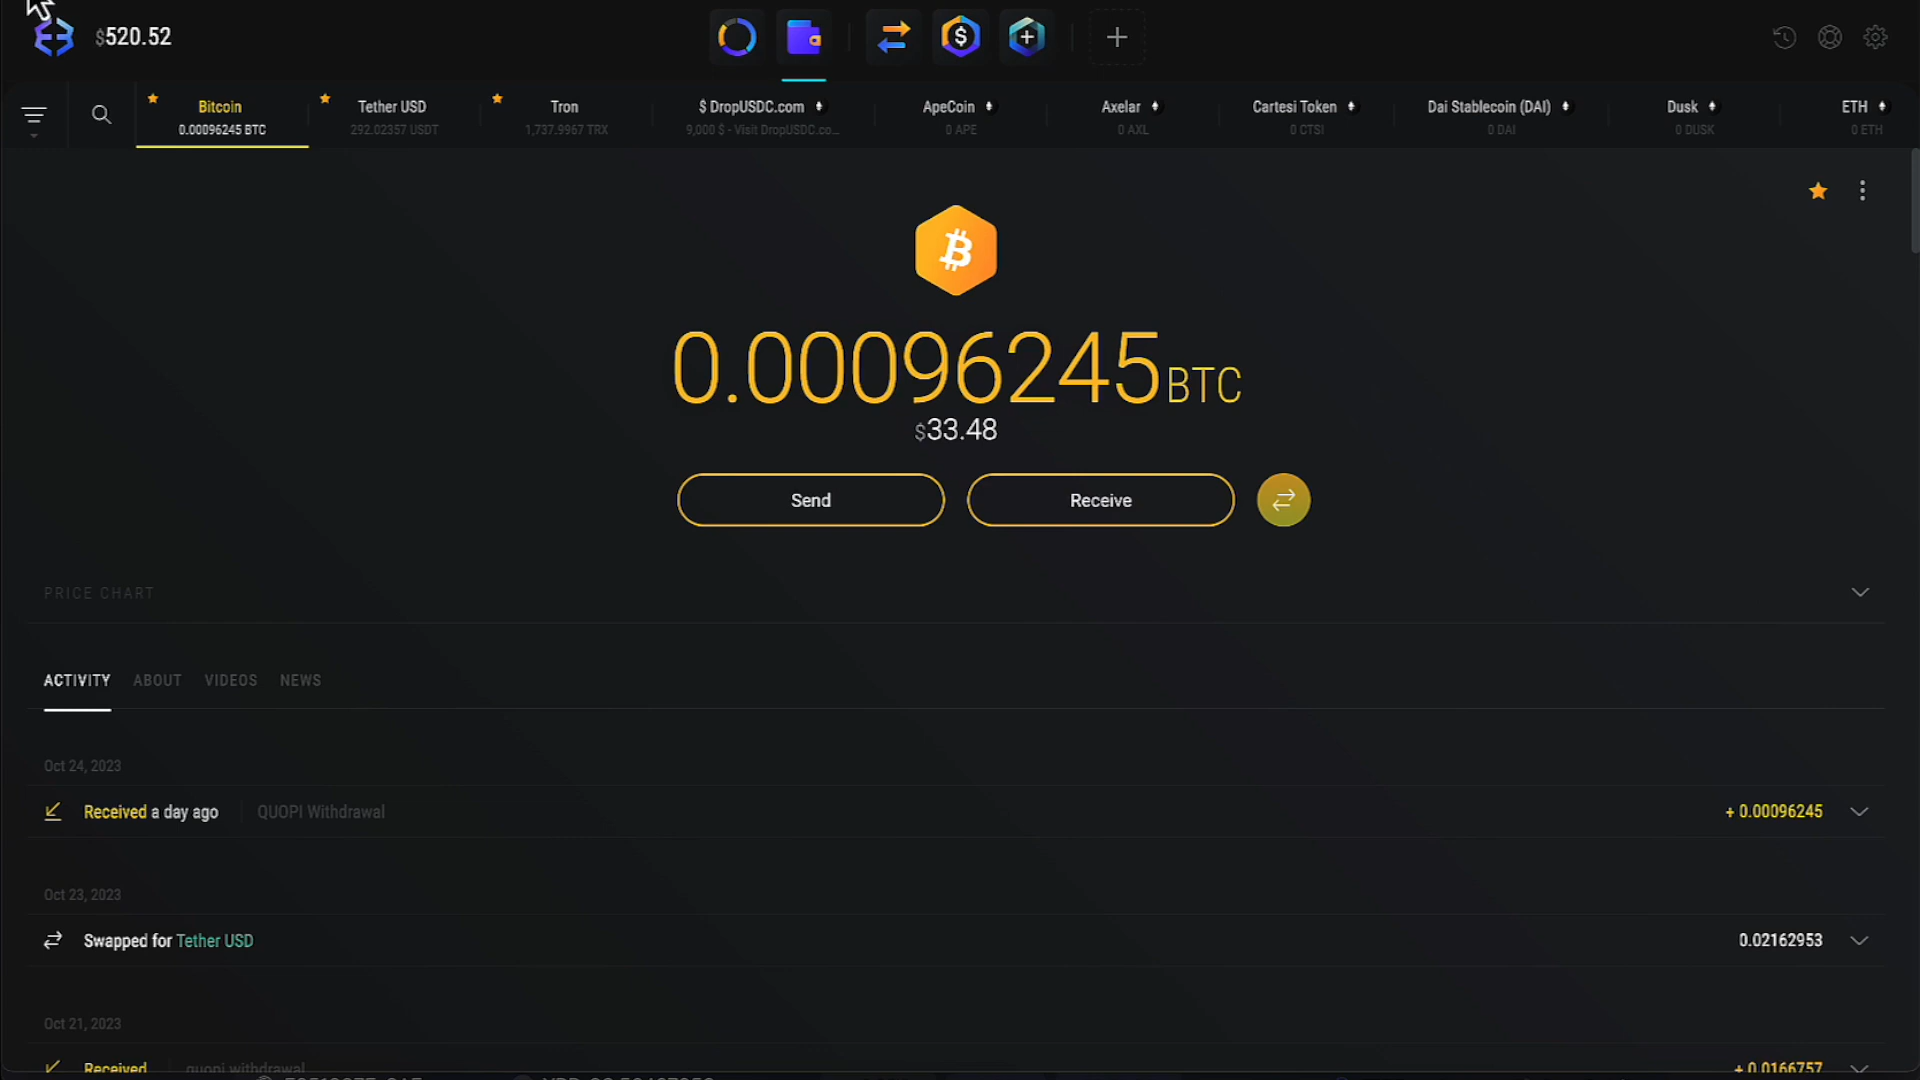 $520.52
Bitcoin
0.00096245 BTC
Tether USD
292.02357 USDT
Tron
1,737.9967 TRX
$ DropUSDC.com
9,000 $ - Visit DropUSDC.co...
ApeCoin
0 APE
Axelar
0 AXL
Cartesi Token
0 CTSI
Dai Stablecoin (DAI)
0 DAI
Dusk
0 DUSK
ETH
0 ETH
0.00096245 BTC
$33.48
Send
Receive
PRICE CHART
ACTIVITY ABOUT VIDEOS NEWS
Oct 24, 2023
Received a day ago QUOPI Withdrawal + 0.00096245
Oct 23, 2023
Swapped for Tether USD 0.02162953
Oct 21, 2023
Received quopi withdrawal + 0.0166757